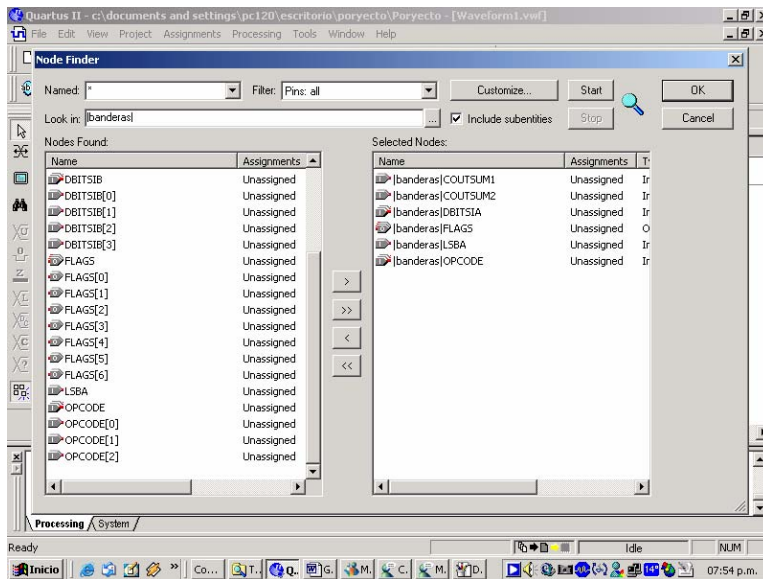 Quartus II - c:\documents and settings\pc120\escritorio\poryecto\Poryecto - [Waveform1.vwf]
File Edit View Project Assignments Processing Tools Window Help
Node Finder
Named: * Filter: Pins: all Customize... Start OK
Look in: |banderas| ... Include subentities Stop Cancel
Nodes Found: Selected Nodes:
Name Assignments Name Assignments
DBITSIB Unassigned |banderas|COUTSUM1 Unassigned
DBITSIB[0] Unassigned |banderas|COUTSUM2 Unassigned
DBITSIB[1] Unassigned |banderas|DBITSIA Unassigned
DBITSIB[2] Unassigned |banderas|FLAGS Unassigned
DBITSIB[3] Unassigned |banderas|LSBA Unassigned
FLAGS Unassigned |banderas|OPCODE Unassigned
FLAGS[0] Unassigned
FLAGS[1] Unassigned
FLAGS[2] Unassigned
FLAGS[3] Unassigned
FLAGS[4] Unassigned
FLAGS[5] Unassigned
FLAGS[6] Unassigned
LSBA Unassigned
OPCODE Unassigned
OPCODE[0] Unassigned
OPCODE[1] Unassigned
OPCODE[2] Unassigned
>
>>
<
<<
Processing System
Ready Idle NUM
Inicio » Co... T.. Q.. G. M. C. M. D. 14° 07:54 p.m.